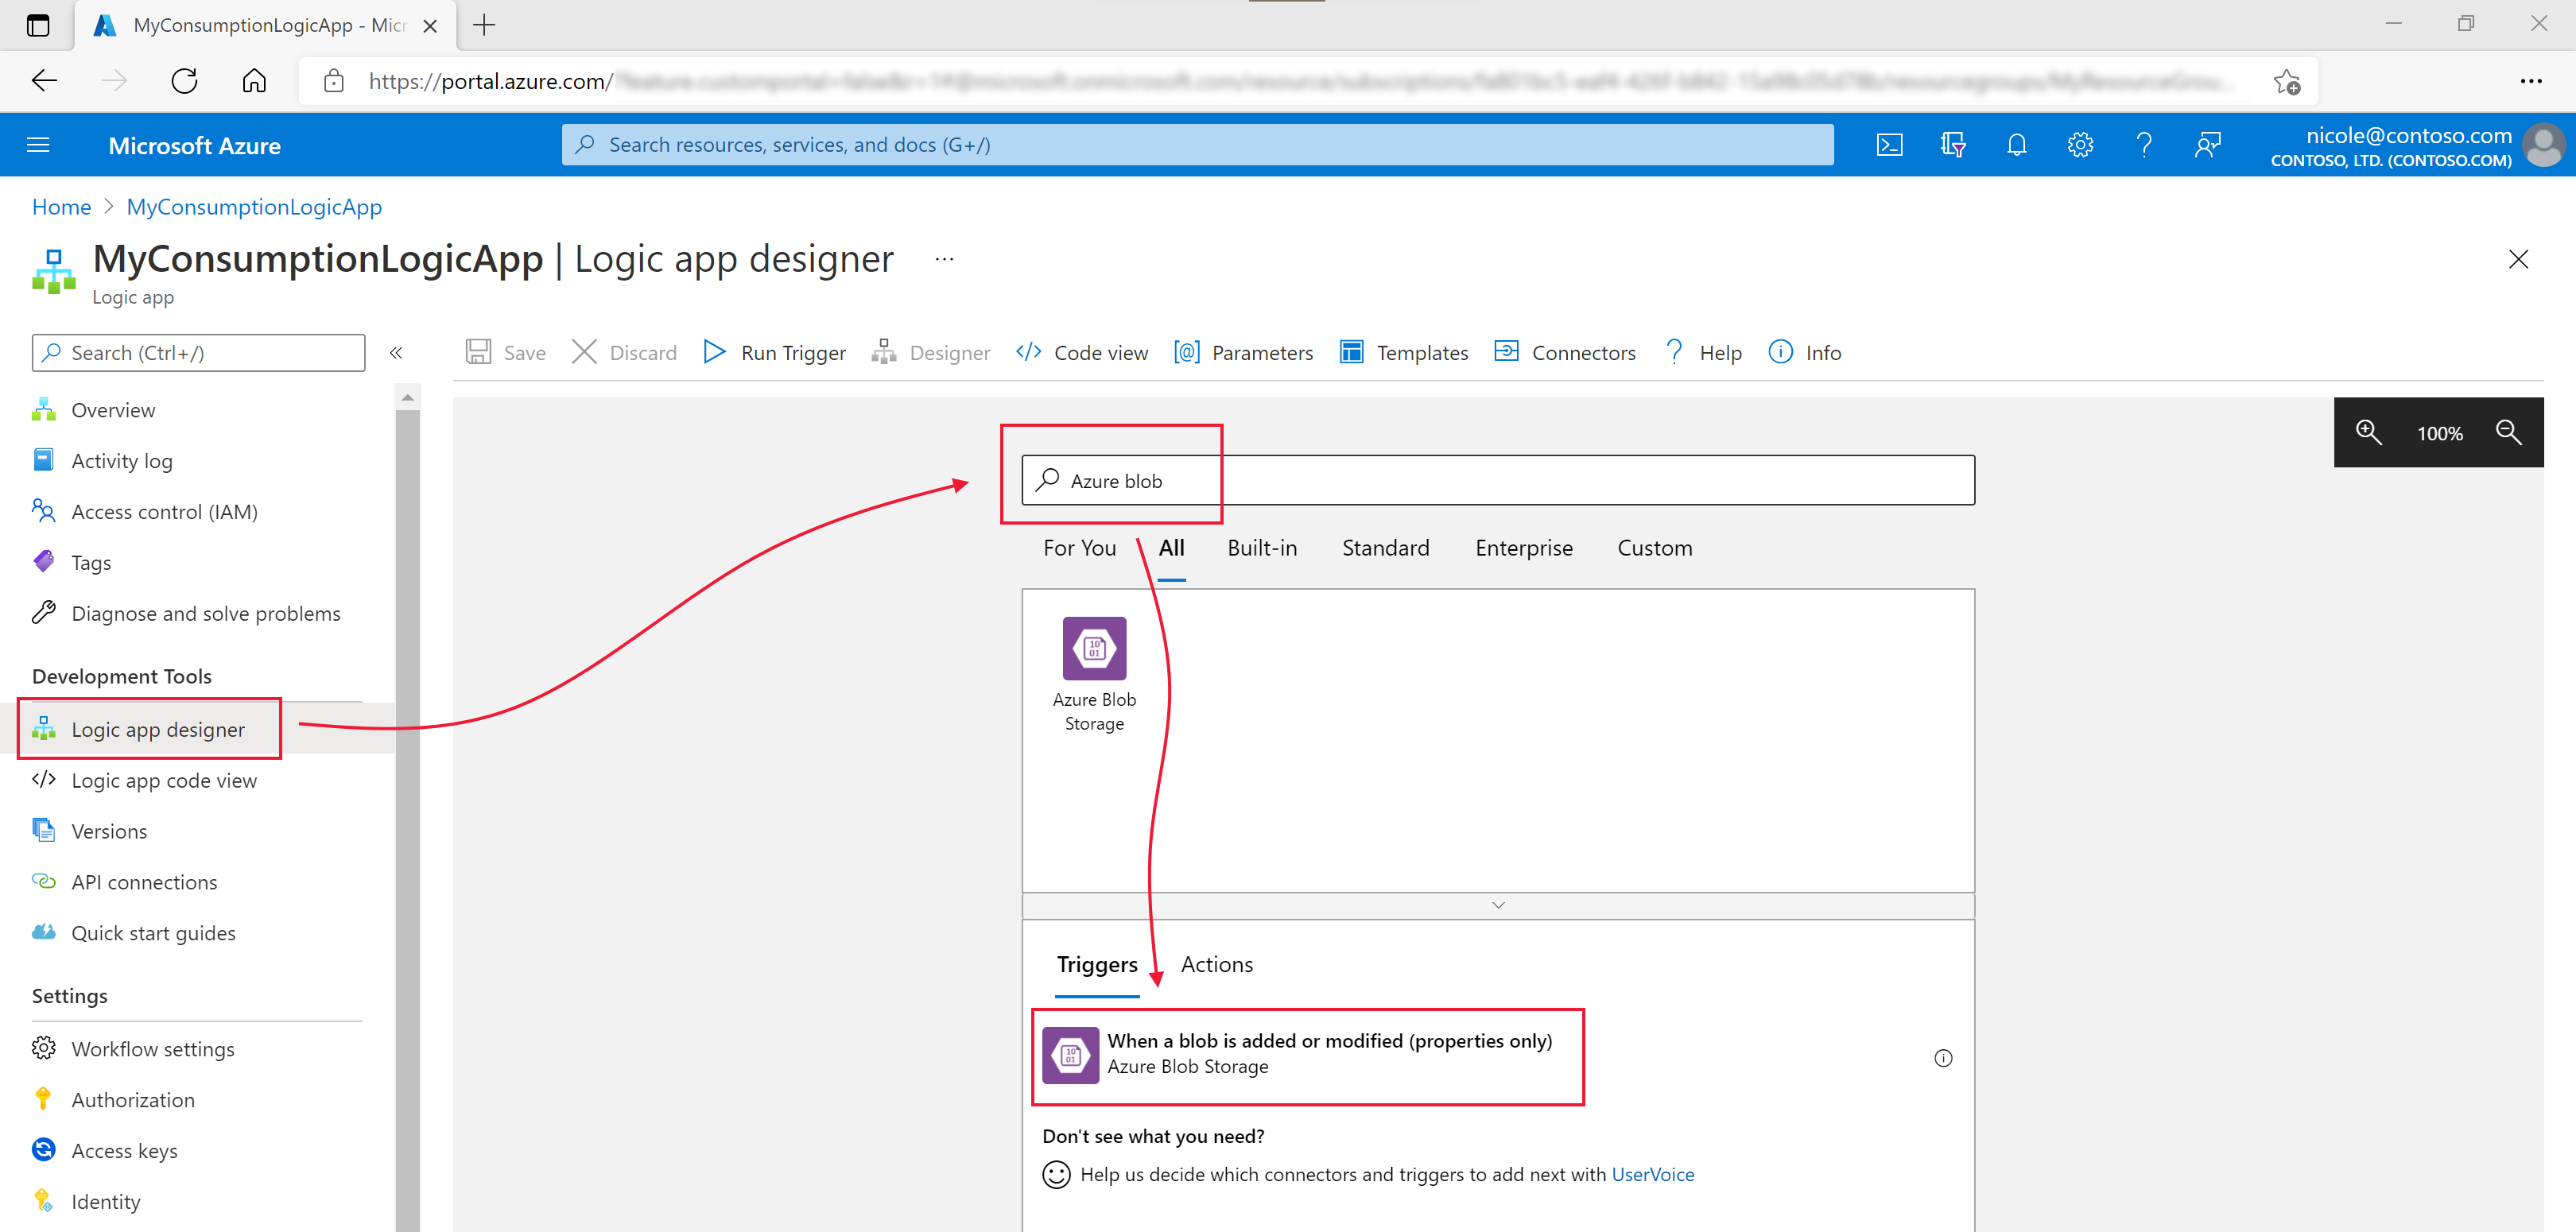 MyConsumptionLogicApp - Micr
https://portal.azure.com/
Microsoft Azure
Search resources, services, and docs (G+/)
nicole@contoso.com
CONTOSO, LTD. (CONTOSO.COM)
Home > MyConsumptionLogicApp
MyConsumptionLogicApp | Logic app designer ...
Logic app
Search (Ctrl+/)
«
Save
Discard
Run Trigger
Designer
Code view
Parameters
Templates
Connectors
Help
Info
Overview
Activity log
Access control (IAM)
Tags
Diagnose and solve problems
Development Tools
Logic app designer
Logic app code view
Versions
API connections
Quick start guides
Settings
Workflow settings
Authorization
Access keys
Identity
100%
Azure blob
For You
All
Built-in
Standard
Enterprise
Custom
10
01
Azure Blob
Storage
Triggers
Actions
10
01
When a blob is added or modified (properties only)
Azure Blob Storage
Don't see what you need?
Help us decide which connectors and triggers to add next with UserVoice